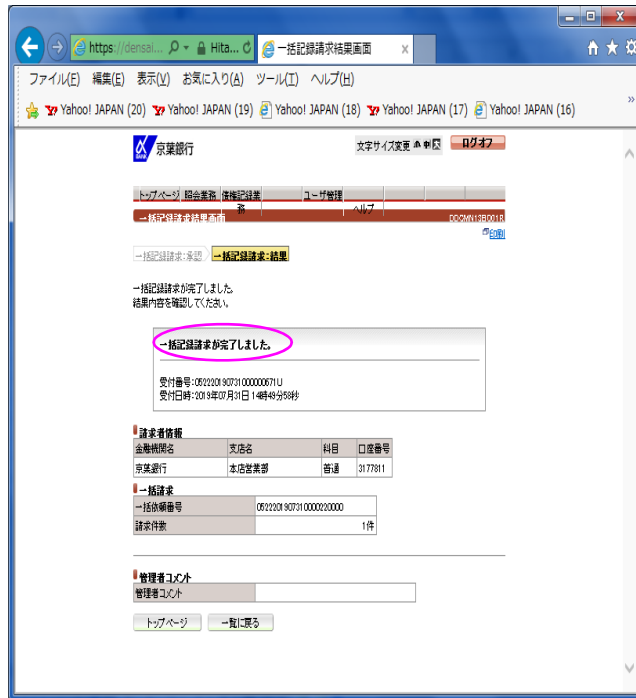 https://densai... Hita... 一括記録請求結果画面
ファイル(F) 編集(E) 表示(V) お気に入り(A) ツール(T) ヘルプ(H)
Yahoo! JAPAN (20) Yahoo! JAPAN (19) Yahoo! JAPAN (18) Yahoo! JAPAN (17) Yahoo! JAPAN (16) »
京葉銀行 文字サイズ変更 小 中 大 ログオフ
トップページ 照会業務 債権記録業務 ユーザ管理 ヘルプ
一括記録請求結果画面
印刷
一括記録請求:承認 一括記録請求:結果
一括記録請求が完了しました。
結果内容を確認してください。
一括記録請求が完了しました。
受付番号:05222019073100000671U
受付日時:2019年07月31日 14時49分58秒
請求者情報
金融機関名 支店名 科目 口座番号
京葉銀行 本店営業部 普通 3177811
一括請求
一括依頼番号 0522201907310000220000
請求件数 1件
管理者コメント
管理者コメント
トップページ 一覧に戻る